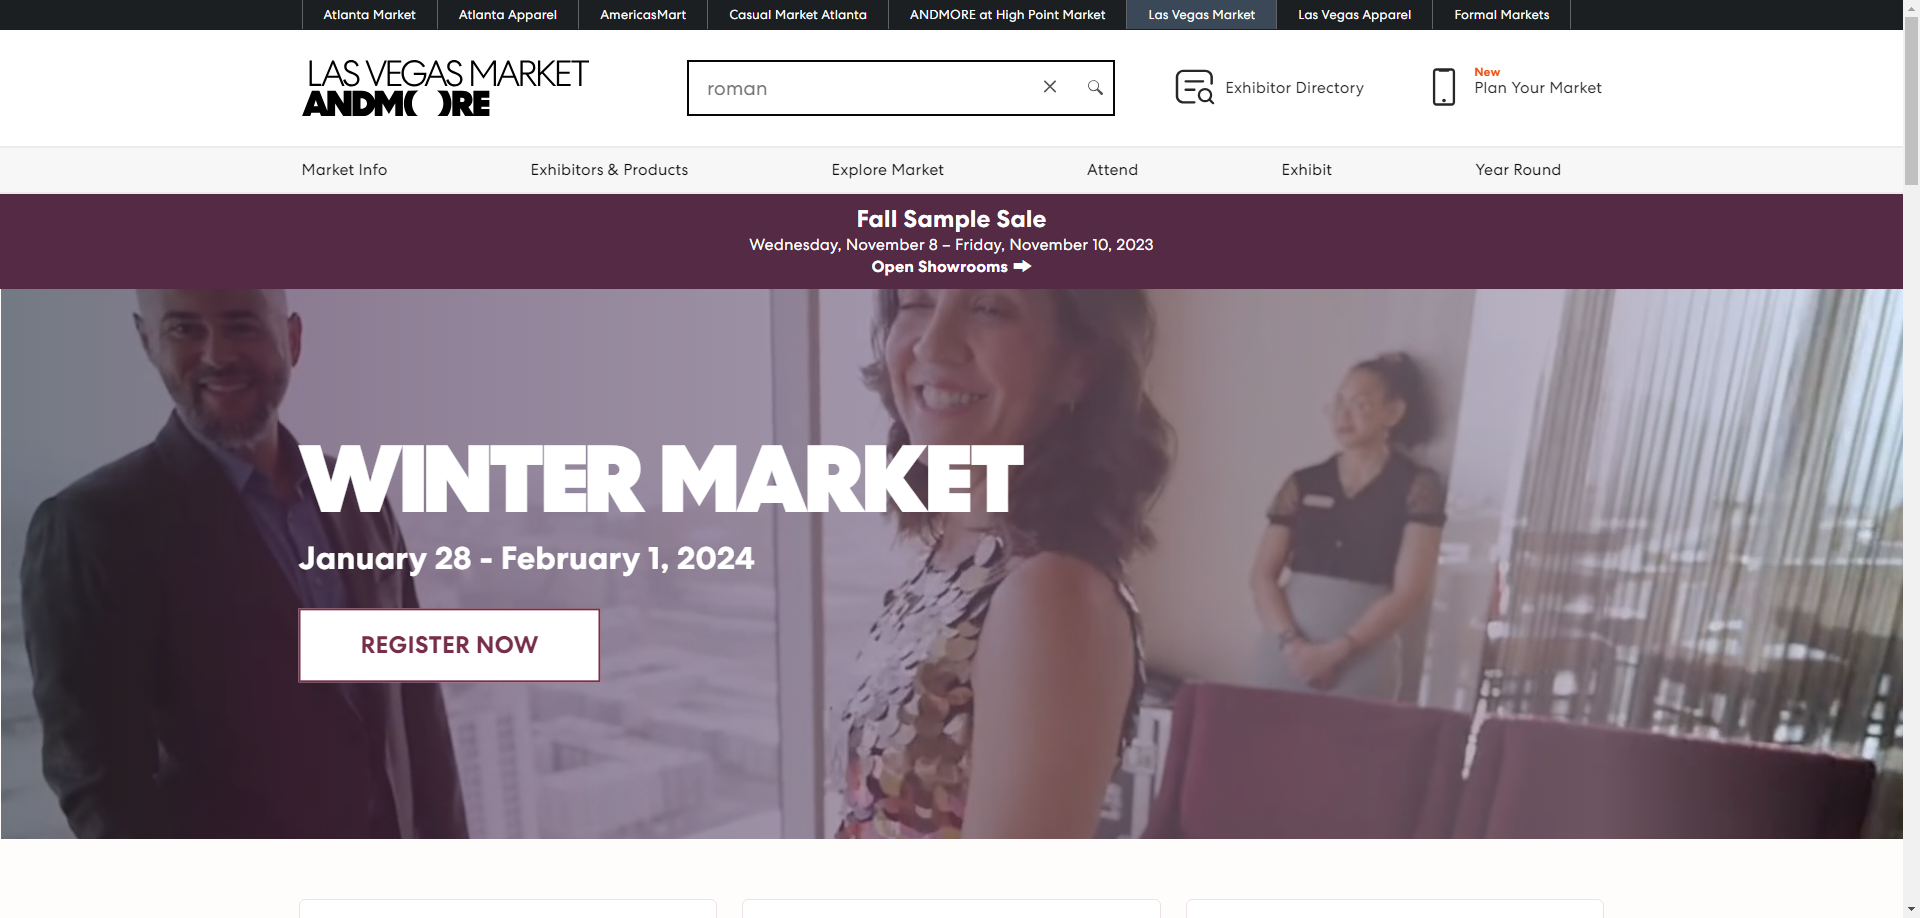 Atlanta Market
Atlanta Apparel
AmericasMart
Casual Market Atlanta
ANDMORE at High Point Market
Las Vegas Market
Las Vegas Apparel
Formal Markets
LAS VEGAS MARKET
ANDMORE
roman
Exhibitor Directory
New
Plan Your Market
Market Info
Exhibitors & Products
Explore Market
Attend
Exhibit
Year Round
Fall Sample Sale
Wednesday, November 8 – Friday, November 10, 2023
Open Showrooms
WINTER MARKET
January 28 - February 1, 2024
REGISTER NOW